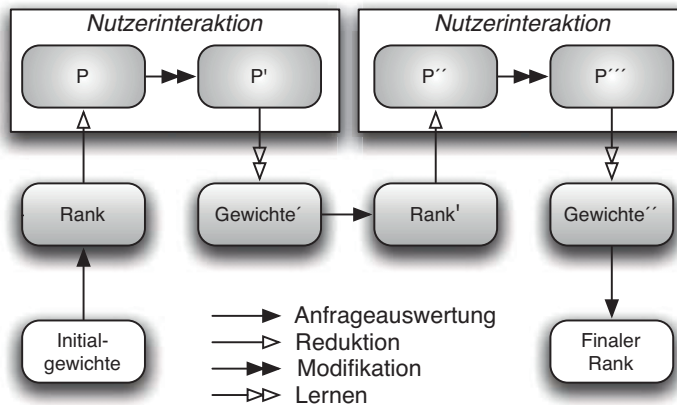 Nutzerinteraktion
Nutzerinteraktion
P
P'
P´´
P´´´
Rank
Gewichte´
Rank'
Gewichte´´
Initial-
gewichte
Anfrageauswertung
Reduktion
Modifikation
Lernen
Finaler
Rank